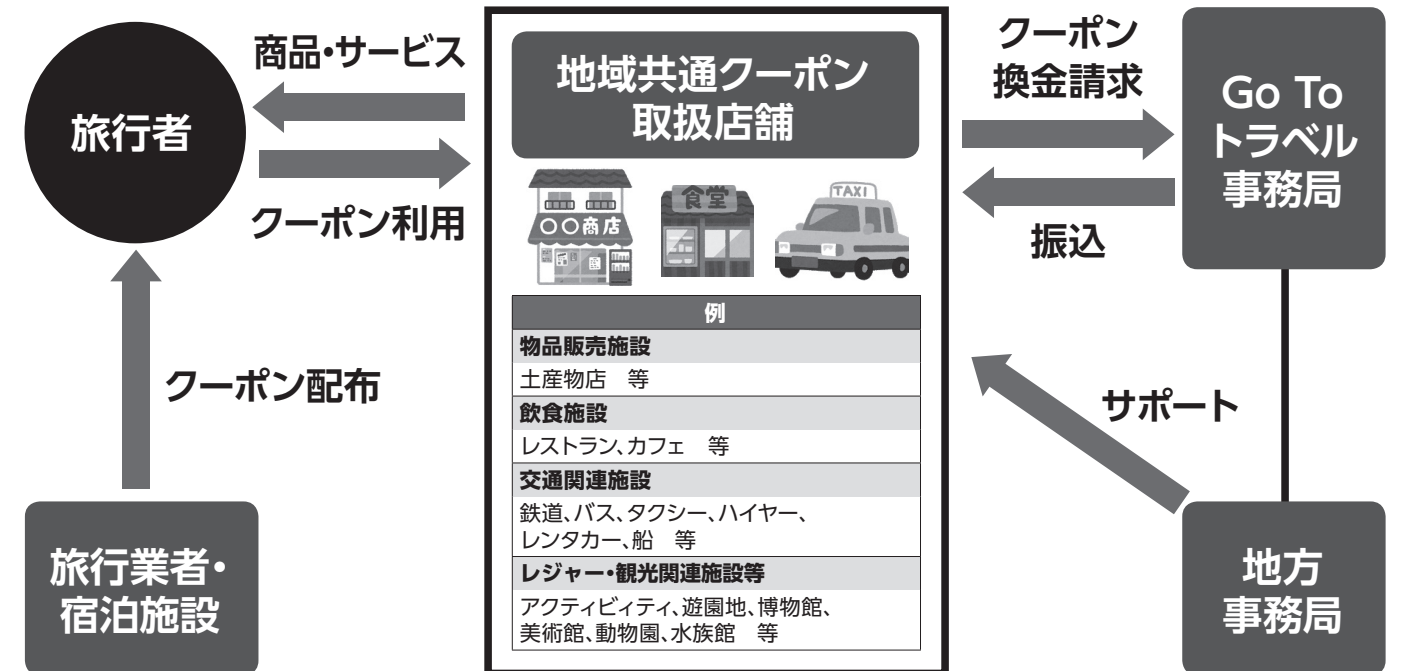 旅行者
商品・サービス
クーポン利用
クーポン配布
旅行業者・
宿泊施設
地域共通クーポン
取扱店舗
〇〇商店
食堂
TAXI
例
物品販売施設
土産物店　等
飲食施設
レストラン、カフェ　等
交通関連施設
鉄道、バス、タクシー、ハイヤー、
レンタカー、船　等
レジャー・観光関連施設等
アクティビィティ、遊園地、博物館、
美術館、動物園、水族館　等
クーポン
換金請求
振込
サポート
Go To
トラベル
事務局
地方
事務局